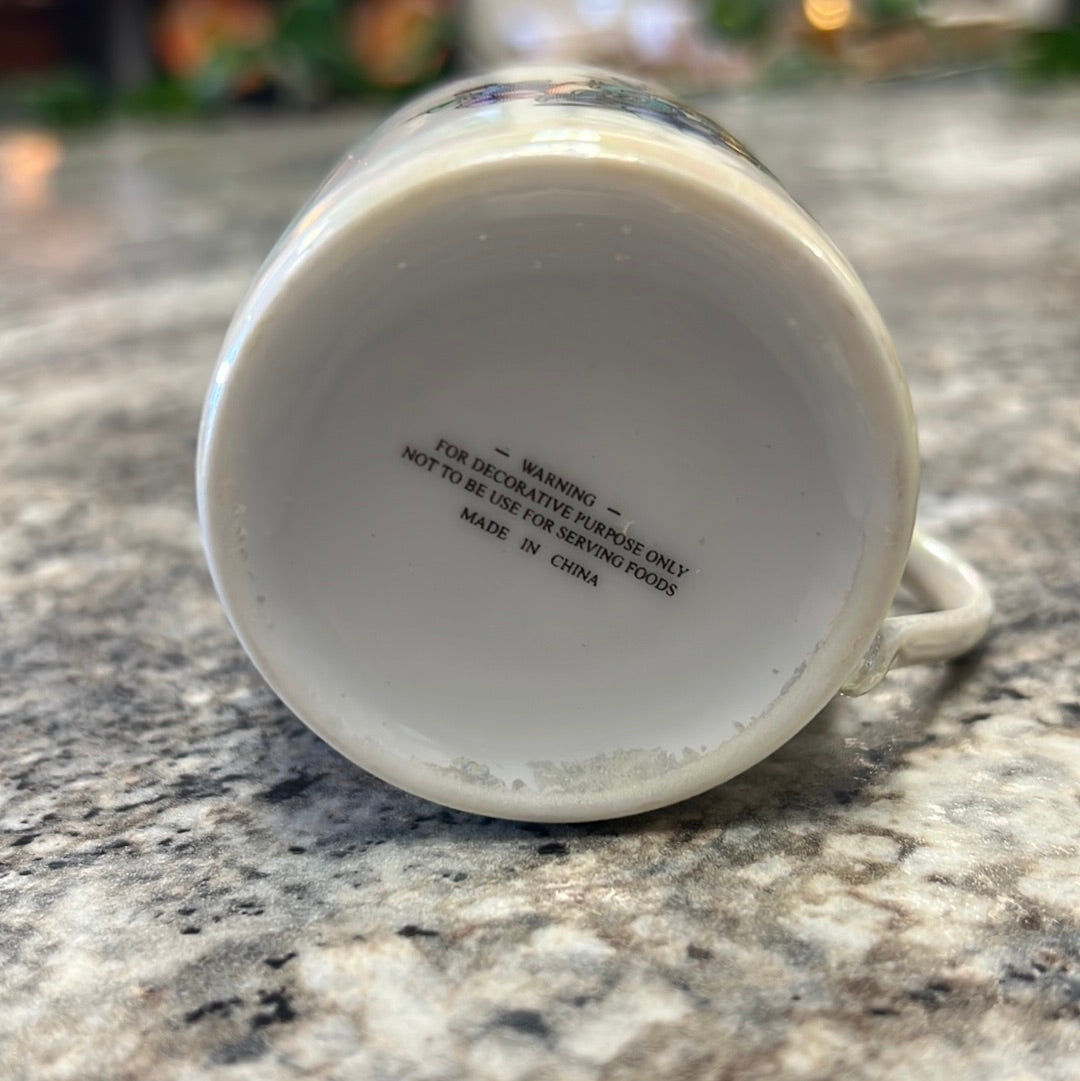 — WARNING —
FOR DECORATIVE PURPOSE ONLY
NOT TO BE USE FOR SERVING FOODS
MADE IN CHINA